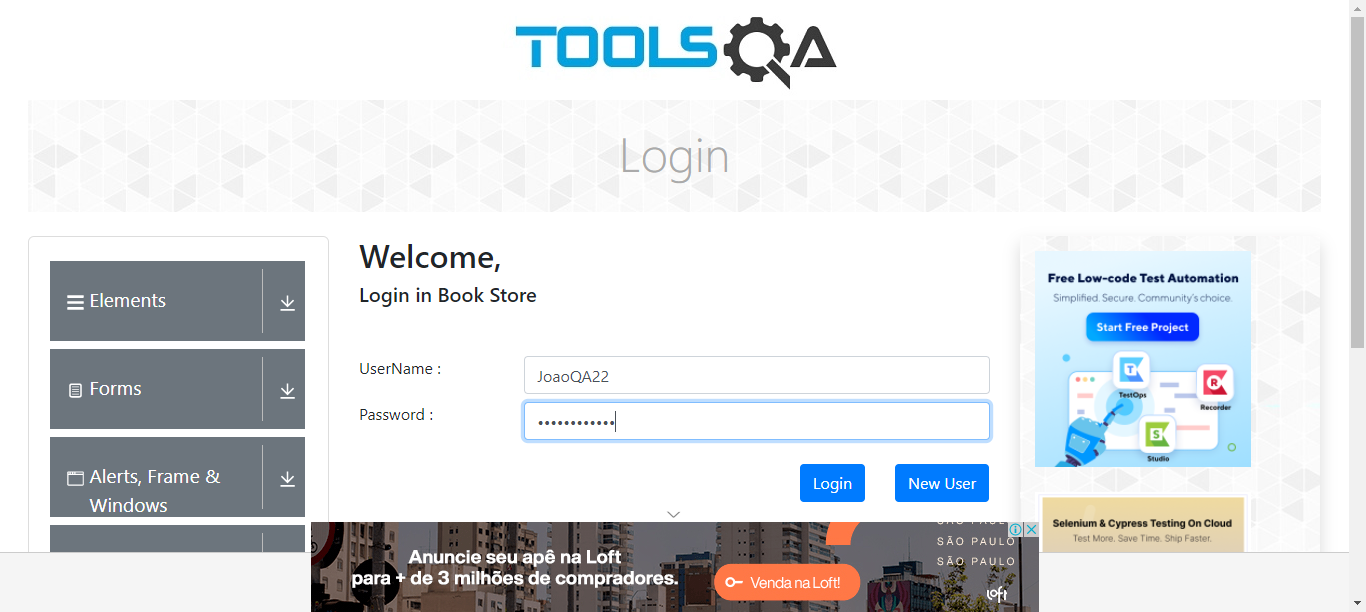 TOOLSQA
Login
Elements
Forms
Alerts, Frame &
Windows
Welcome,
Login in Book Store
UserName :
JoaoQA22
Password :
••••••••••••
Login
New User
Free Low-code Test Automation
Simplified. Secure. Community's choice.
Start Free Project
TestOps
Recorder
Studio
Selenium & Cypress Testing On Cloud
Test More. Save Time. Ship Faster.
Anuncie seu apê na Loft
para + de 3 milhões de compradores.
Venda na Loft!
SÃO PAULO
SÃO PAULO
SÃO PAULO
loft